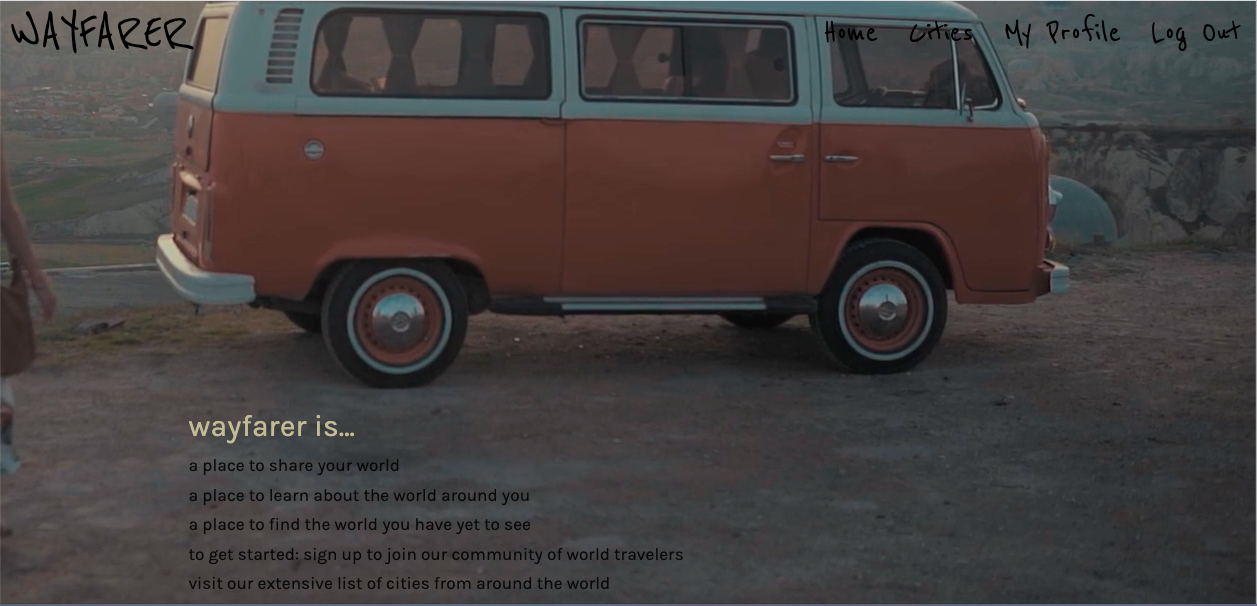 WAYFARER
Home Cities My Profile Log Out
wayfarer is...
a place to share your world
a place to learn about the world around you
a place to find the world you have yet to see
to get started: sign up to join our community of world travelers
visit our extensive list of cities from around the world